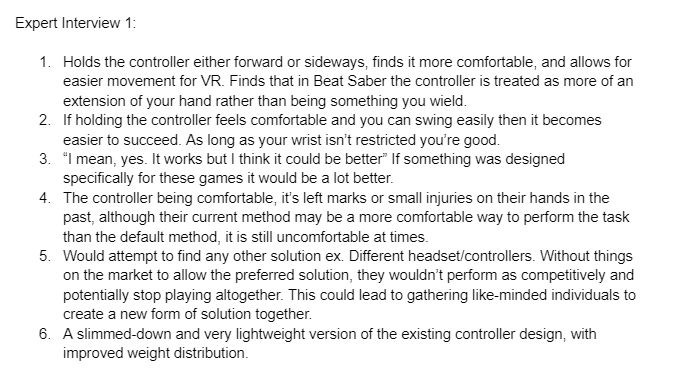 Expert Interview 1:
1. Holds the controller either forward or sideways, finds it more comfortable, and allows for
easier movement for VR. Finds that in Beat Saber the controller is treated as more of an
extension of your hand rather than being something you wield.
2. If holding the controller feels comfortable and you can swing easily then it becomes
easier to succeed. As long as your wrist isn't restricted you're good.
3. "I mean, yes. It works but I think it could be better" If something was designed
specifically for these games it would be a lot better.
4. The controller being comfortable, it's left marks or small injuries on their hands in the
past, although their current method may be a more comfortable way to perform the task
than the default method, it is still uncomfortable at times.
5. Would attempt to find any other solution ex. Different headset/controllers. Without things
on the market to allow the preferred solution, they wouldn't perform as competitively and
potentially stop playing altogether. This could lead to gathering like-minded individuals to
create a new form of solution together.
6. A slimmed-down and very lightweight version of the existing controller design, with
improved weight distribution.